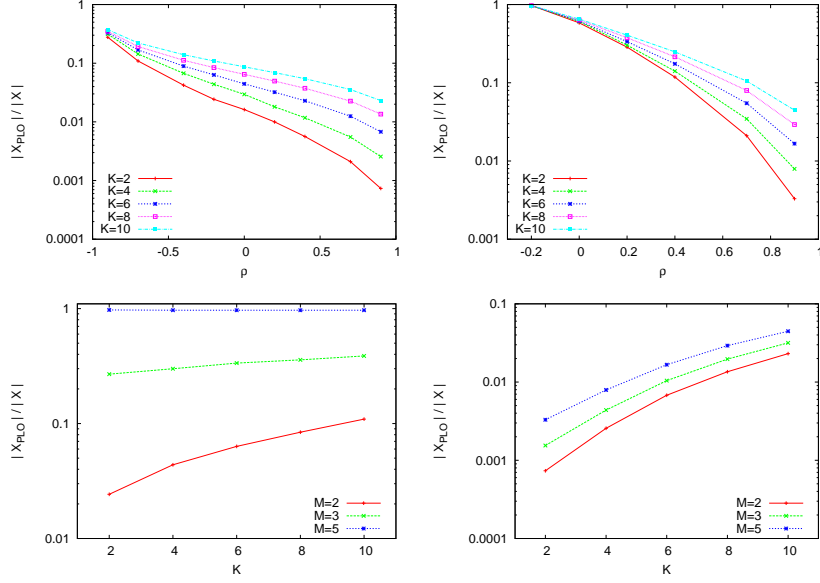 1
0.1
0.01
0.001
0.0001
-1
-0.5
0
0.5
1
| X_PLO | / | X |
ρ
K=2
K=4
K=6
K=8
K=10
1
0.1
0.01
0.001
-0.2
0
0.2
0.4
0.6
0.8
1
| X_PLO | / | X |
ρ
K=2
K=4
K=6
K=8
K=10
1
0.1
0.01
2
4
6
8
10
| X_PLO | / | X |
K
M=2
M=3
M=5
0.1
0.01
0.001
0.0001
2
4
6
8
10
| X_PLO | / | X |
K
M=2
M=3
M=5